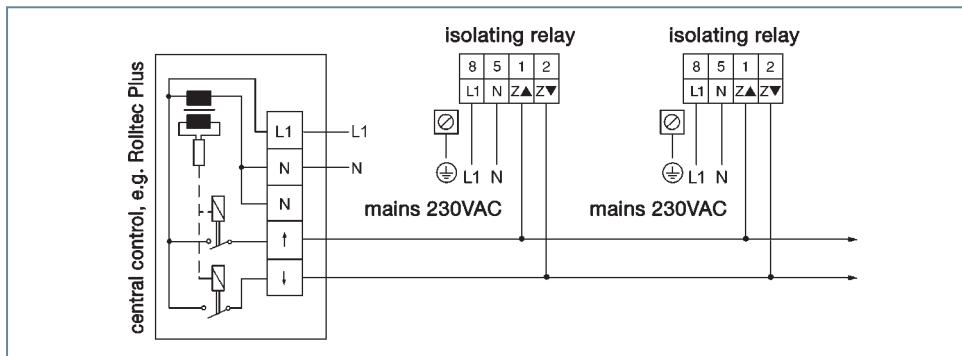 central control, e.g. Rolltec Plus
L1
N
N
↑
↓
L1
N
isolating relay
8 5 1 2
L1 N Z▲ Z▼
L1 N
mains 230VAC
isolating relay
8 5 1 2
L1 N Z▲ Z▼
L1 N
mains 230VAC